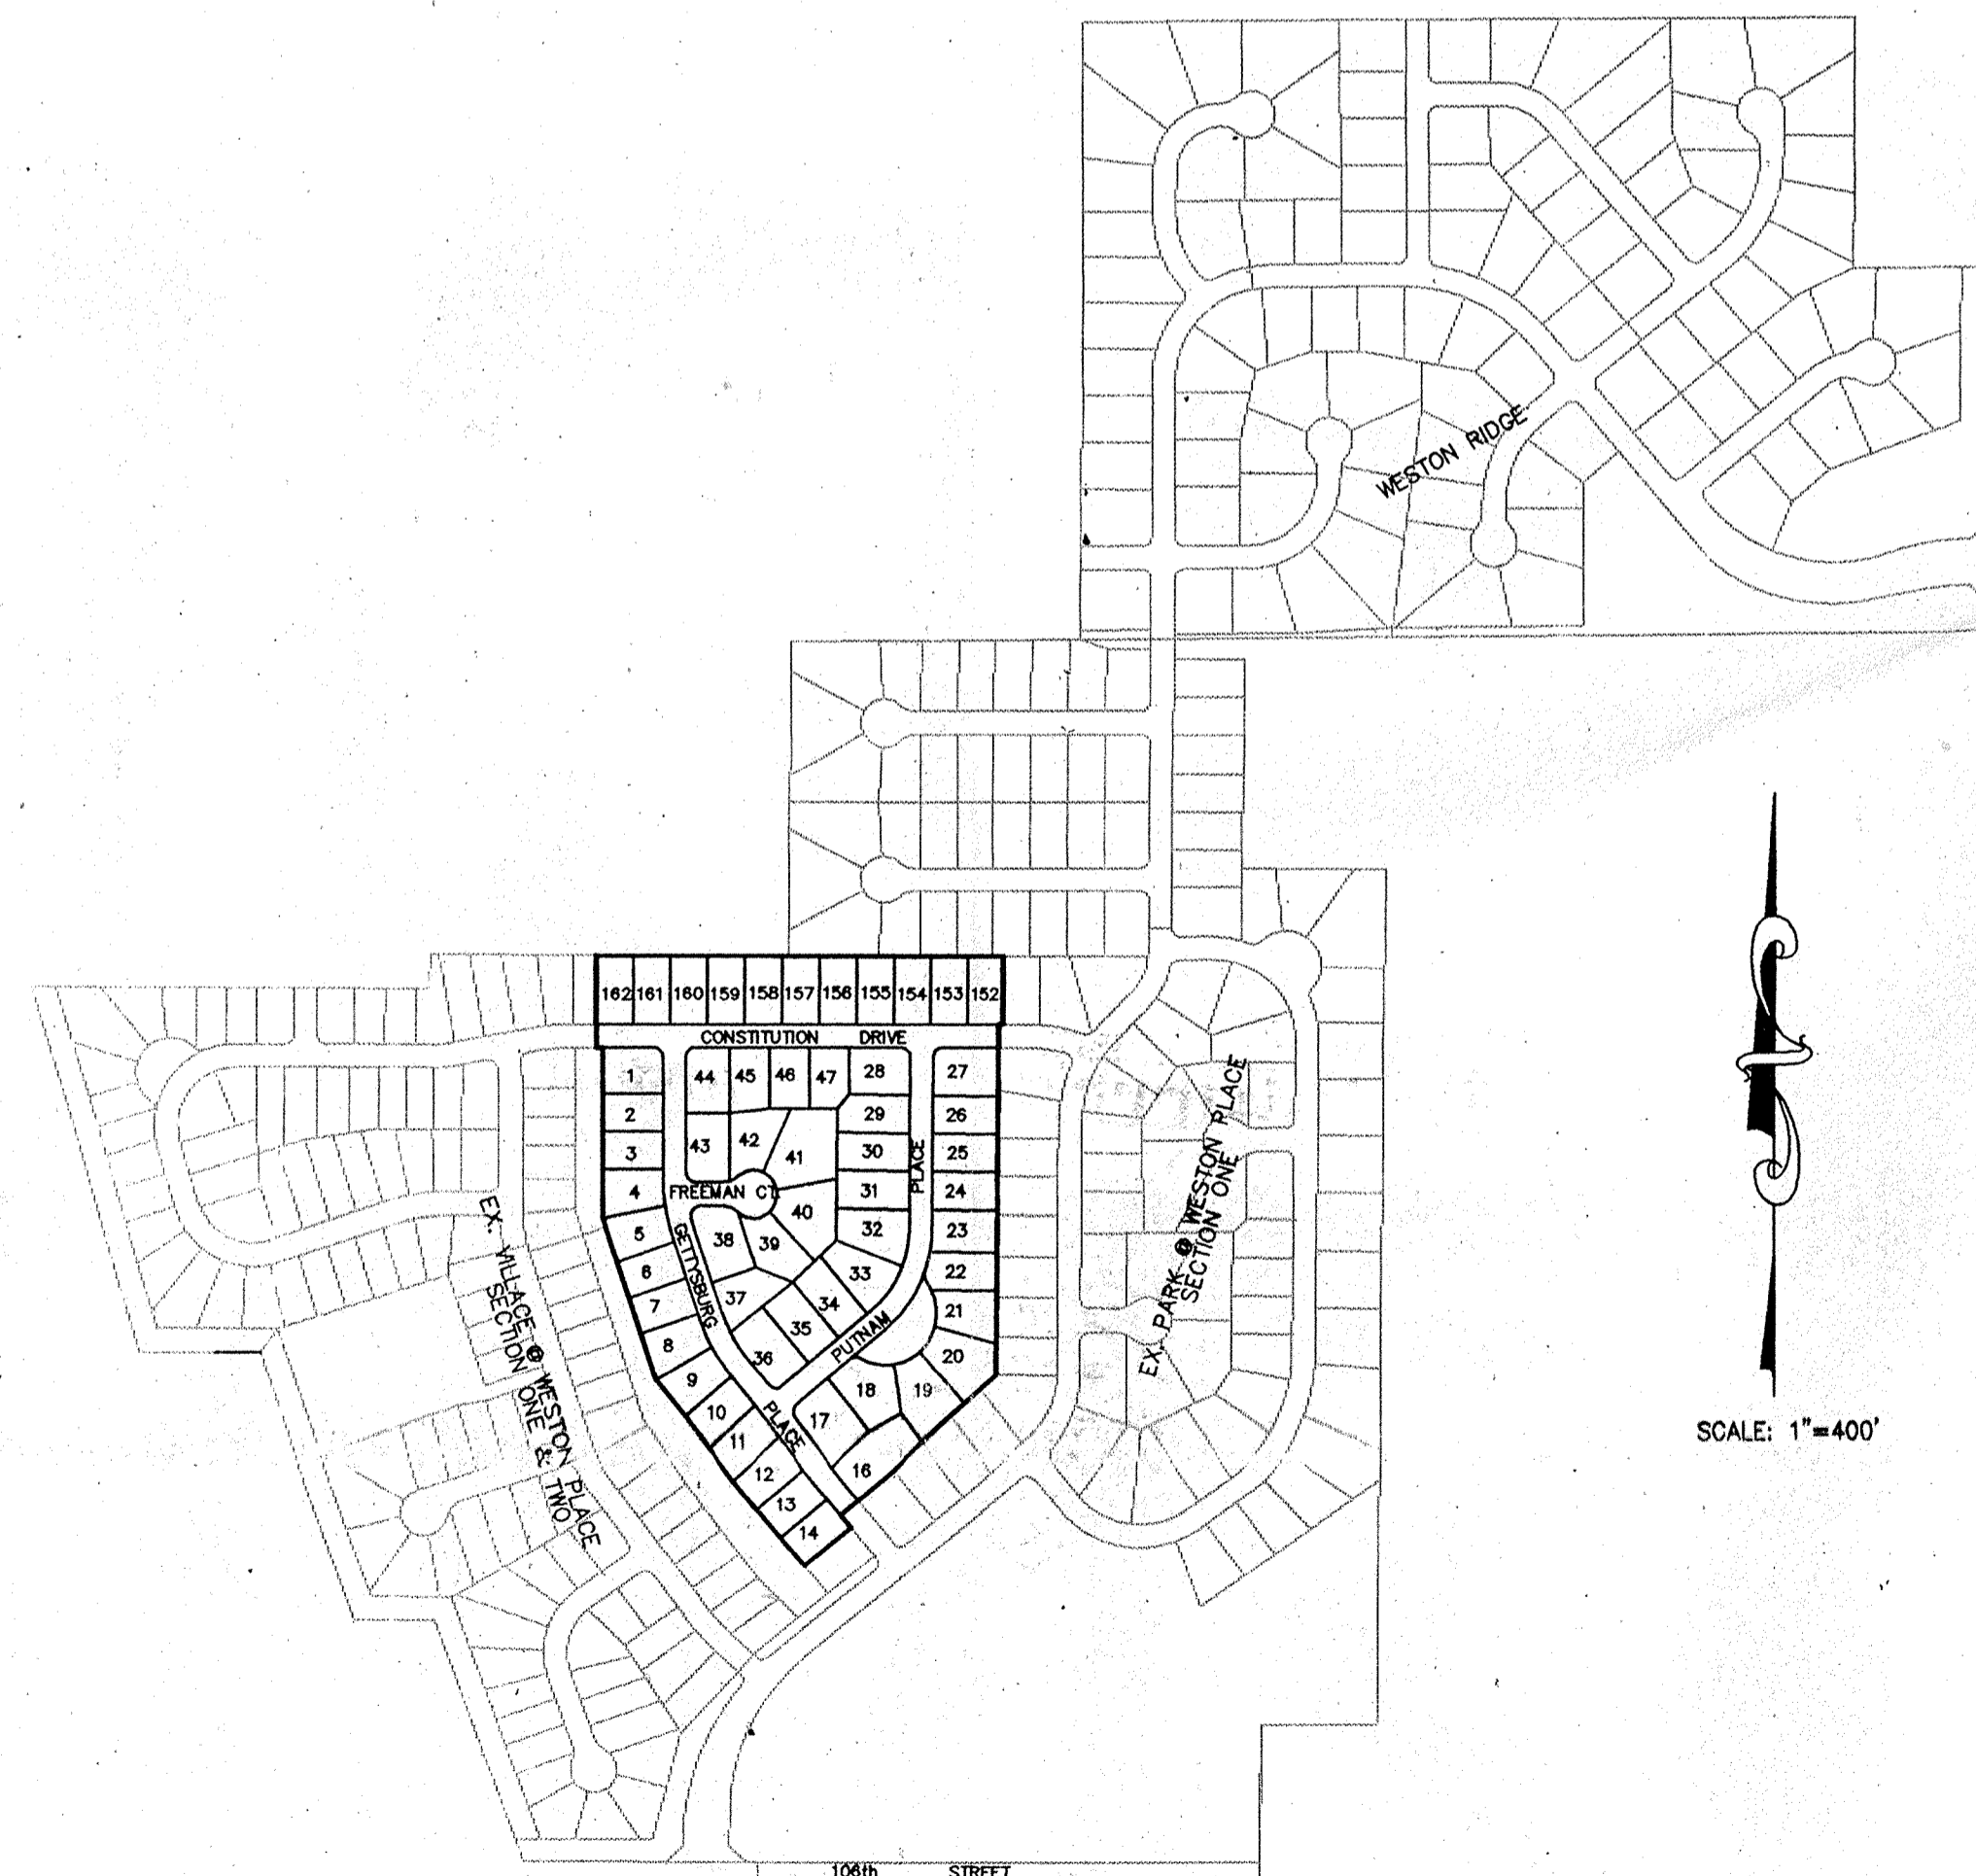 WESTON RIDGE
162 161 160 159 158 157 156 155 154 153 152
CONSTITUTION DRIVE
1 44 45 46 47 28 27
2 29 26
3 43 42 41 30 PLACE 25
4 FREEMAN CT. 40 31 24
5 GETTYSBURG 38 39 32 23
6 33 22
7 37 34 21
8 36 35 PUTNAM 20
9 18 19
10 PLACE 17
11
12 16
13
14
EX. VILLAGE @ WESTON PLACE
SECTION ONE & TWO
EX. PARK @ WESTON PLACE
SECTION ONE
SCALE: 1"=400'
106th STREET